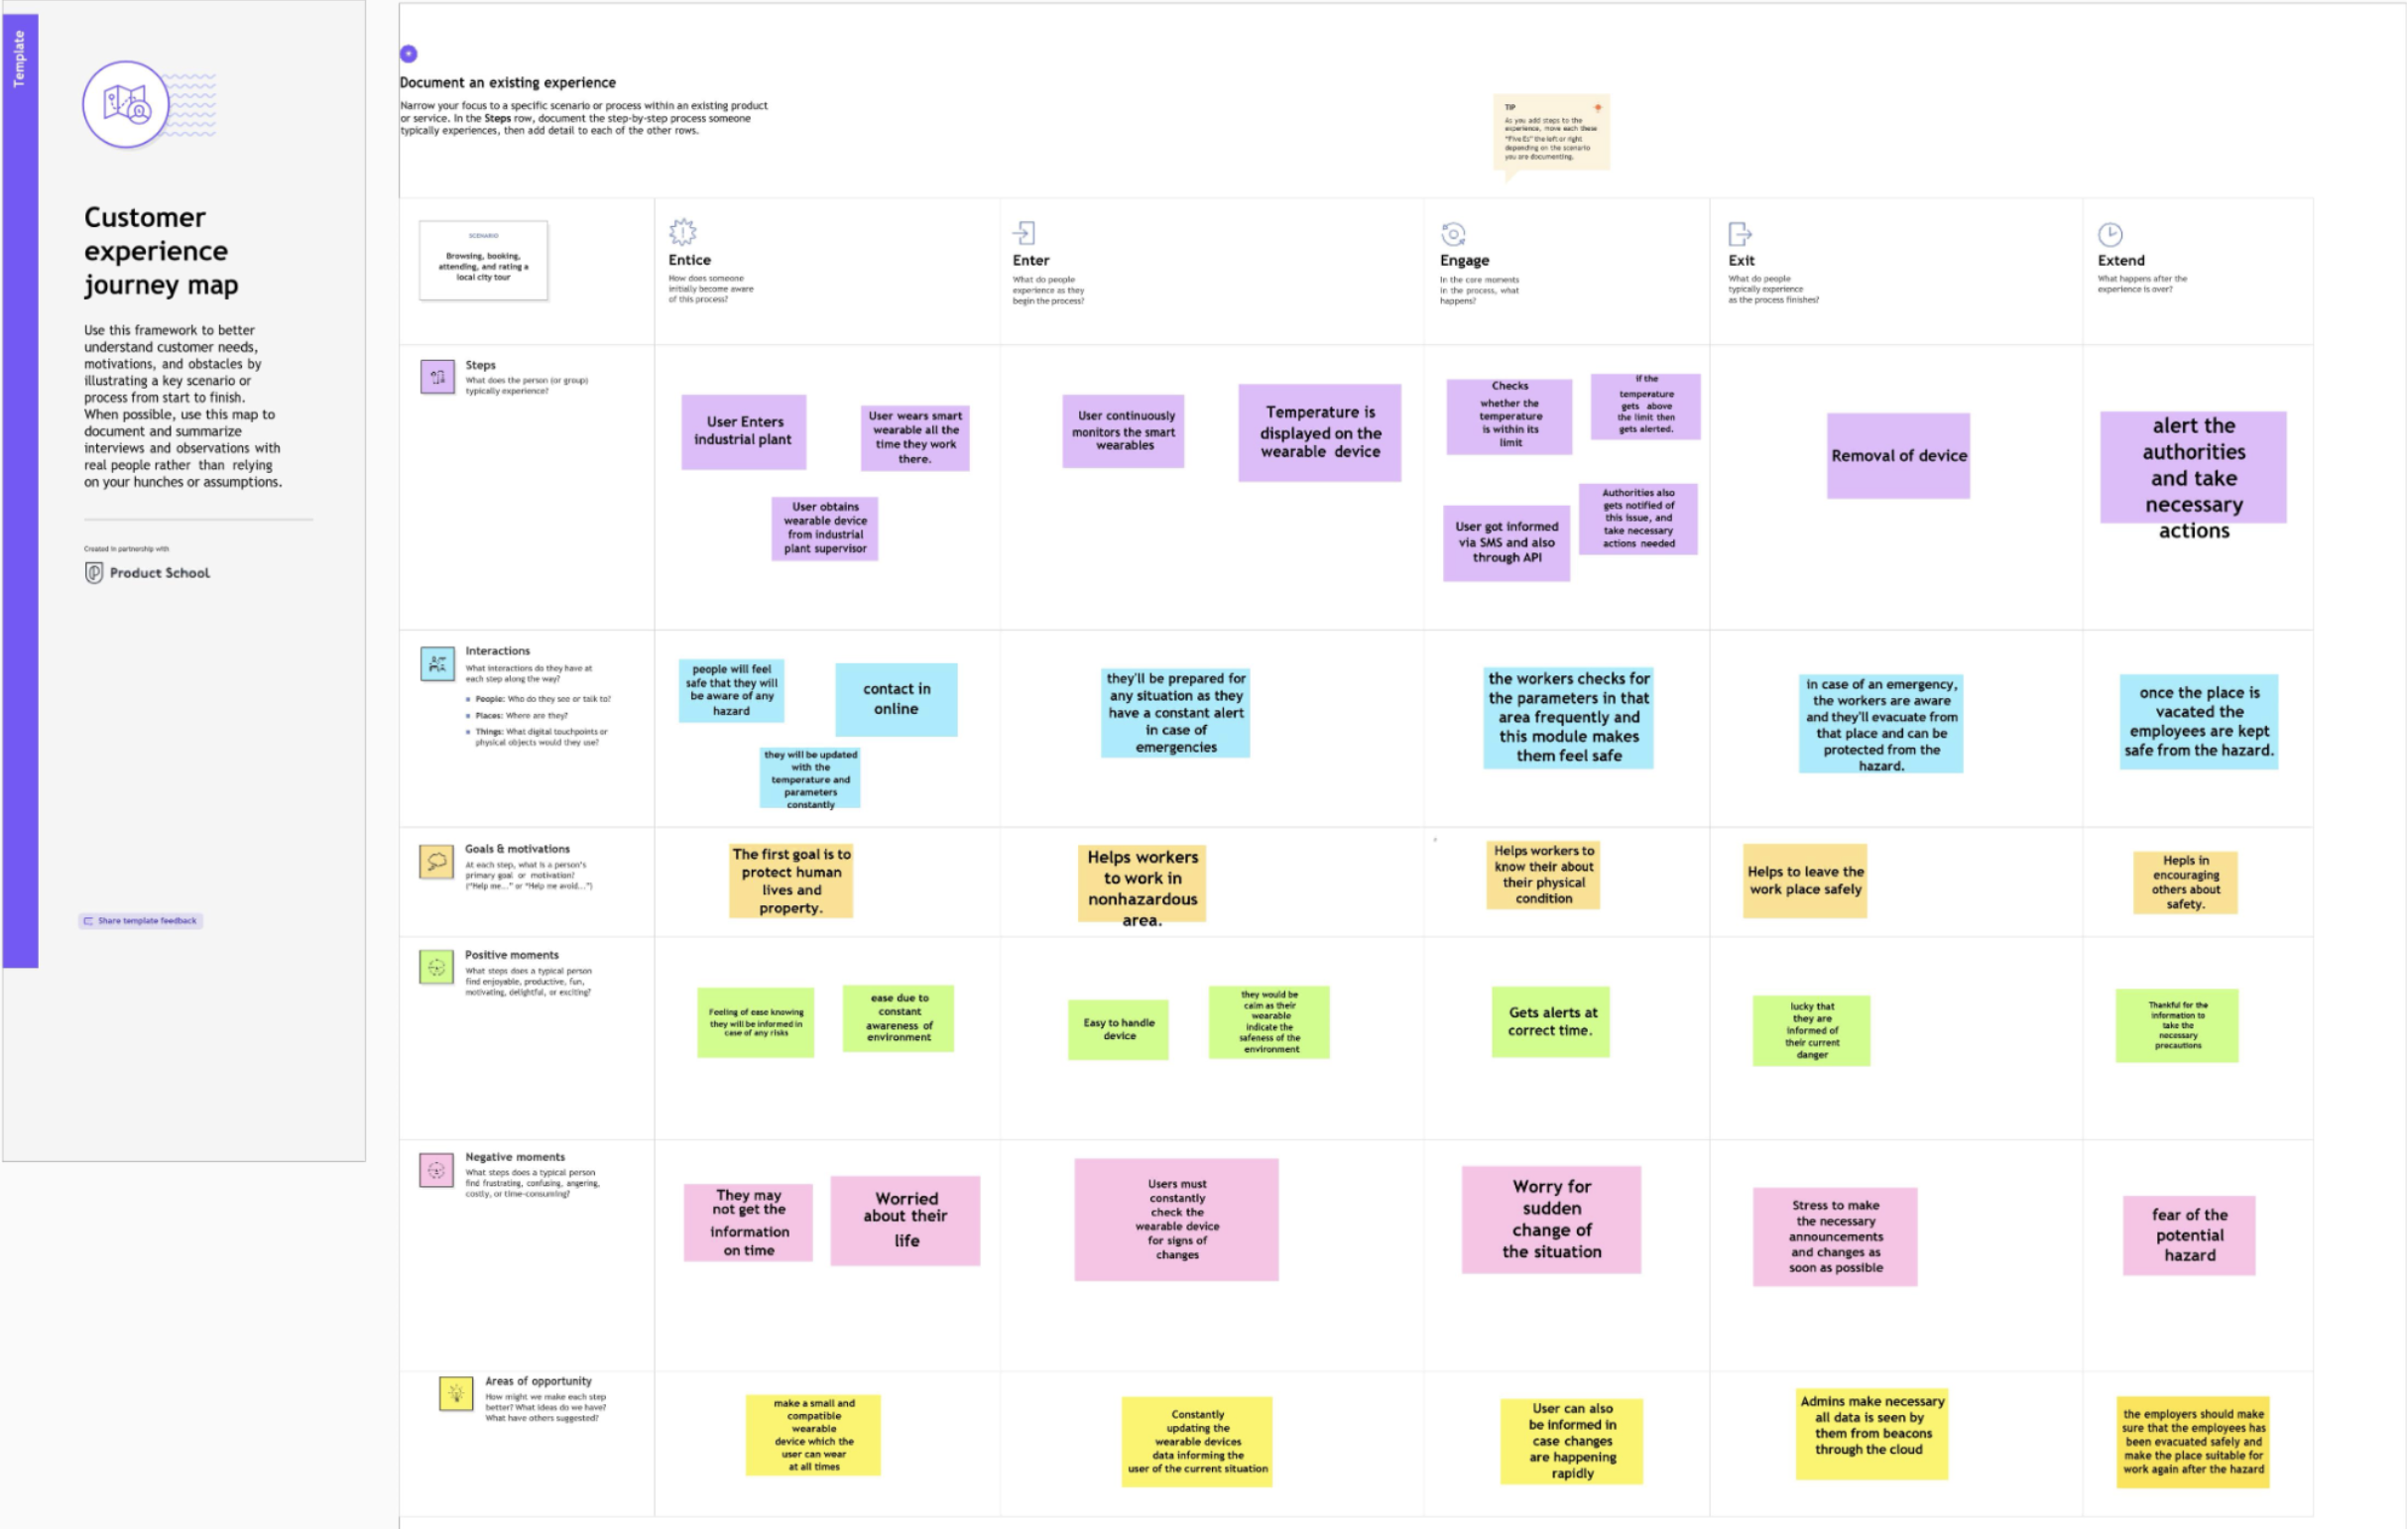 Template
Customer
experience
journey map
Use this framework to better
understand customer needs,
motivations, and obstacles by
illustrating a key scenario or
process from start to finish.
When possible, use this map to
document and summarize
interviews and observations with
real people rather than relying
on your hunches or assumptions.
Created in partnership with
Product School
Share template feedback
Document an existing experience
Narrow your focus to a specific scenario or process within an existing product
or service. In the Steps row, document the step-by-step process someone
typically experiences, then add detail to each of the other rows.
TIP
As you add steps to the
experience, move each these
"Five Es" the left or right
depending on the scenario
you are documenting.
SCENARIO
Browsing, booking,
attending, and rating a
local city tour
Entice
How does someone
initially become aware
of this process?
Enter
What do people
experience as they
begin the process?
Engage
In the core moments
in the process, what
happens?
Exit
What do people
typically experience
as the process finishes?
Extend
What happens after the
experience is over?
Steps
What does the person (or group)
typically experience?
User Enters
industrial plant
User wears smart
wearable all the
time they work
there.
User obtains
wearable device
from industrial
plant supervisor
User continuously
monitors the smart
wearables
Temperature is
displayed on the
wearable device
Checks
whether the
temperature
is within its
limit
if the
temperature
gets above
the limit then
gets alerted.
User got informed
via SMS and also
through API
Authorities also
gets notified of
this issue, and
take necessary
actions needed
Removal of device
alert the
authorities
and take
necessary
actions
Interactions
What interactions do they have at
each step along the way?
People: Who do they see or talk to?
Places: Where are they?
Things: What digital touchpoints or
physical objects would they use?
people will feel
safe that they will
be aware of any
hazard
contact in
online
they will be updated
with the
temperature and
parameters
constantly
they'll be prepared for
any situation as they
have a constant alert
in case of
emergencies
the workers checks for
the parameters in that
area frequently and
this module makes
them feel safe
in case of an emergency,
the workers are aware
and they'll evacuate from
that place and can be
protected from the
hazard.
once the place is
vacated the
employees are kept
safe from the hazard.
Goals & motivations
At each step, what is a person's
primary goal or motivation?
("Help me..." or "Help me avoid...")
The first goal is to
protect human
lives and
property.
Helps workers
to work in
nonhazardous
area.
Helps workers to
know their about
their physical
condition
Helps to leave the
work place safely
Hepls in
encouraging
others about
safety.
Positive moments
What steps does a typical person
find enjoyable, productive, fun,
motivating, delightful, or exciting?
Feeling of ease knowing
they will be informed in
case of any risks
ease due to
constant
awareness of
environment
Easy to handle
device
they would be
calm as their
wearable
indicate the
safeness of the
environment
Gets alerts at
correct time.
lucky that
they are
informed of
their current
danger
Thankful for the
information to
take the
necessary
precautions
Negative moments
What steps does a typical person
find frustrating, confusing, angering,
costly, or time-consuming?
They may
not get the
information
on time
Worried
about their
life
Users must
constantly
check the
wearable device
for signs of
changes
Worry for
sudden
change of
the situation
Stress to make
the necessary
announcements
and changes as
soon as possible
fear of the
potential
hazard
Areas of opportunity
How might we make each step
better? What ideas do we have?
What have others suggested?
make a small and
compatible
wearable
device which the
user can wear
at all times
Constantly
updating the
wearable devices
data informing the
user of the current situation
User can also
be informed in
case changes
are happening
rapidly
Admins make necessary
all data is seen by
them from beacons
through the cloud
the employers should make
sure that the employees has
been evacuated safely and
make the place suitable for
work again after the hazard